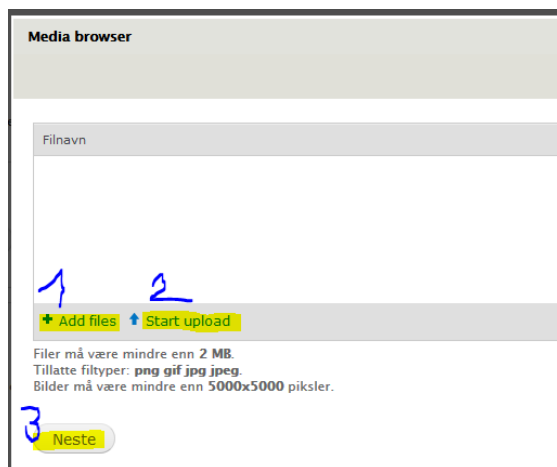 Media browser
Filnavn
1 2
Add files Start upload
Filer må være mindre enn 2 MB.
Tillatte filtyper: png gif jpg jpeg.
Bilder må være mindre enn 5000x5000 piksler.
3 Neste